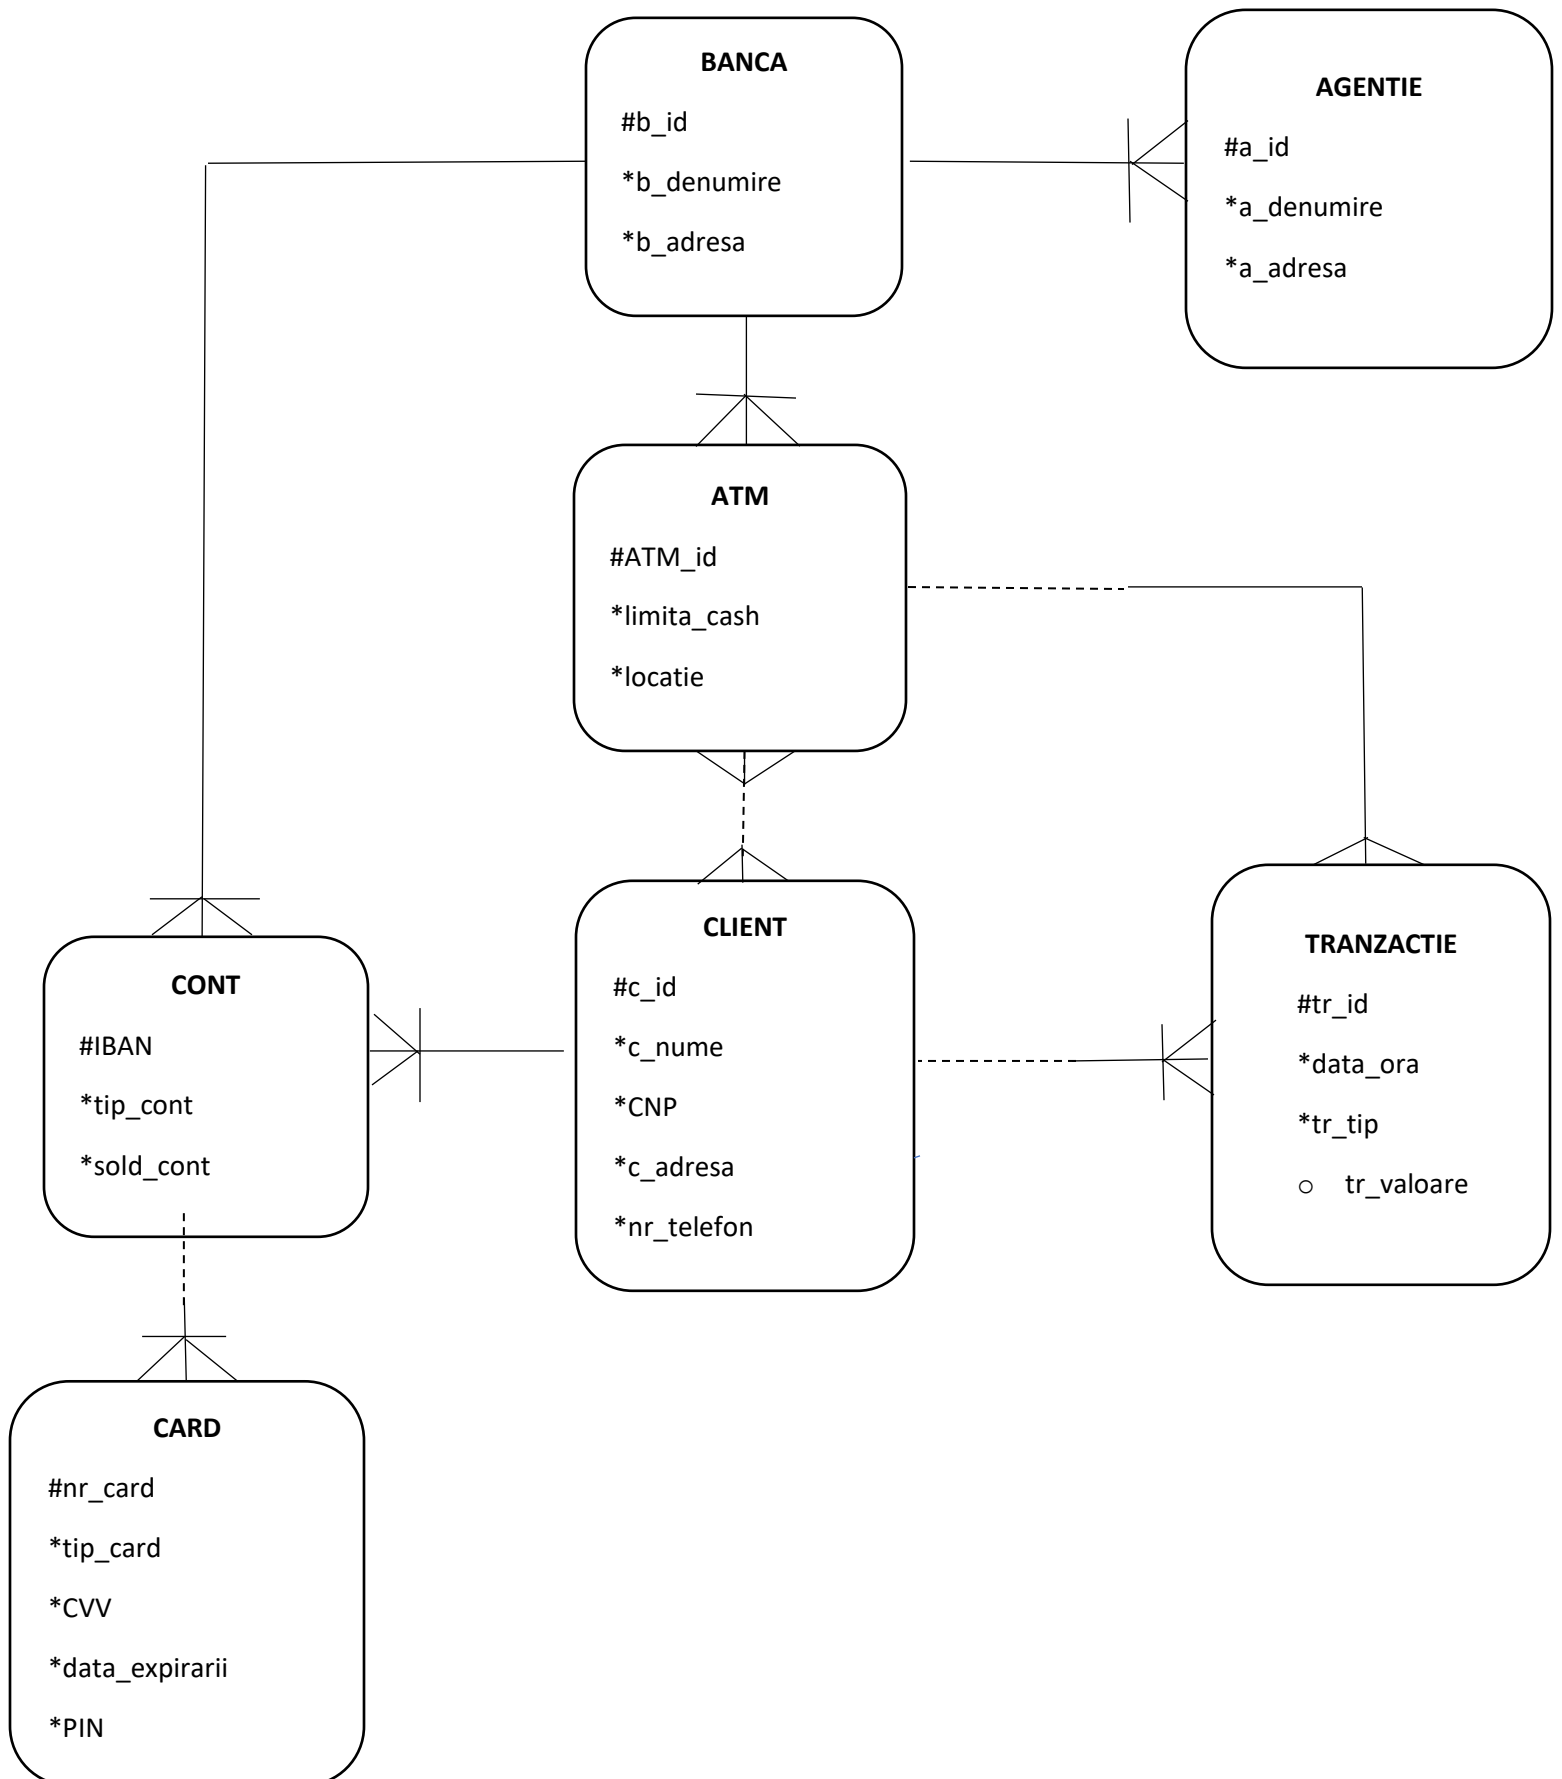 BANCA
#b_id
*b_denumire
*b_adresa
AGENTIE
#a_id
*a_denumire
*a_adresa
ATM
#ATM_id
*limita_cash
*locatie
CONT
#IBAN
*tip_cont
*sold_cont
CLIENT
#c_id
*c_nume
*CNP
*c_adresa
*nr_telefon
TRANZACTIE
#tr_id
*data_ora
*tr_tip
o tr_valoare
CARD
#nr_card
*tip_card
*CVV
*data_expirarii
*PIN